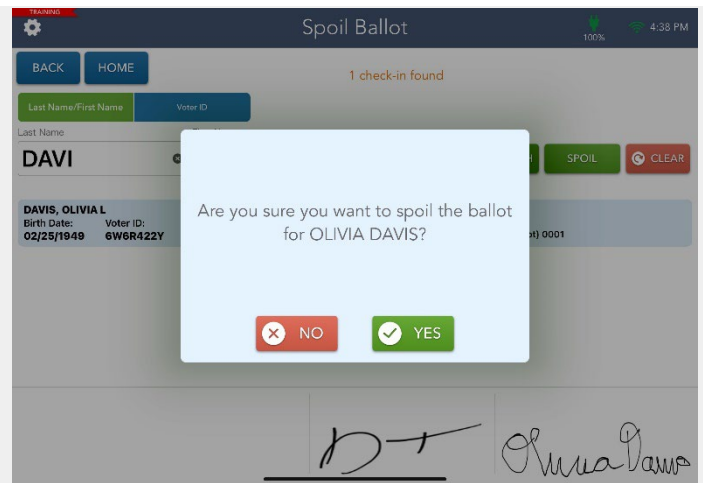 TRAINING
Spoil Ballot
100%
4:38 PM
BACK
HOME
1 check-in found
Last Name/First Name
Voter ID
Last Name
DAVI
SPOIL
CLEAR
DAVIS, OLIVIA L
Birth Date: Voter ID:
02/25/1949 6W6R422Y
0001
Are you sure you want to spoil the ballot
for OLIVIA DAVIS?
NO
YES
Olivia Davis